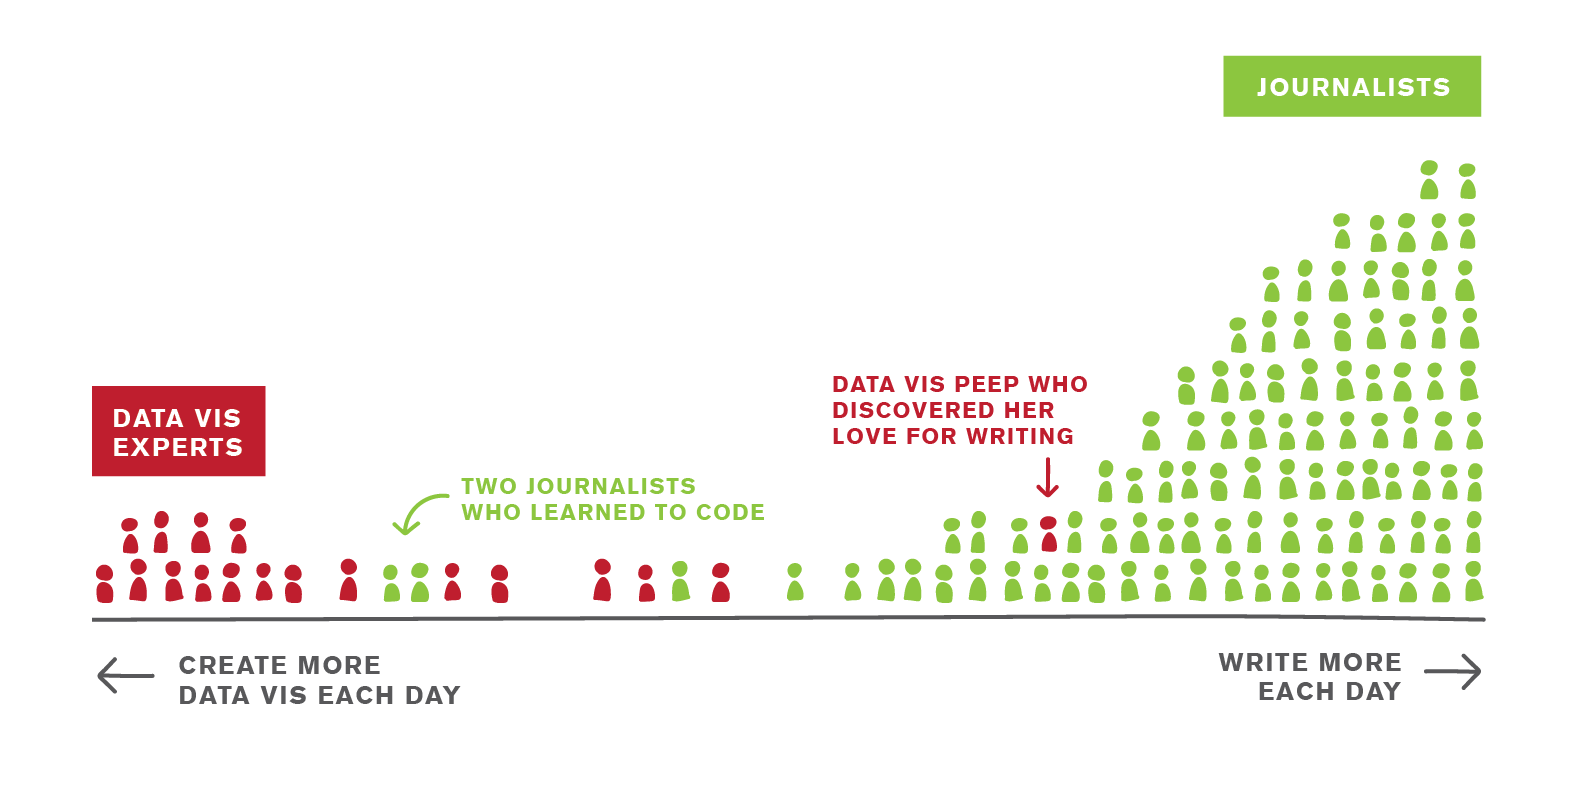 JOURNALISTS
DATA VIS PEEP WHO
DISCOVERED HER
LOVE FOR WRITING
DATA VIS
EXPERTS
TWO JOURNALISTS
WHO LEARNED TO CODE
CREATE MORE
DATA VIS EACH DAY
WRITE MORE
EACH DAY